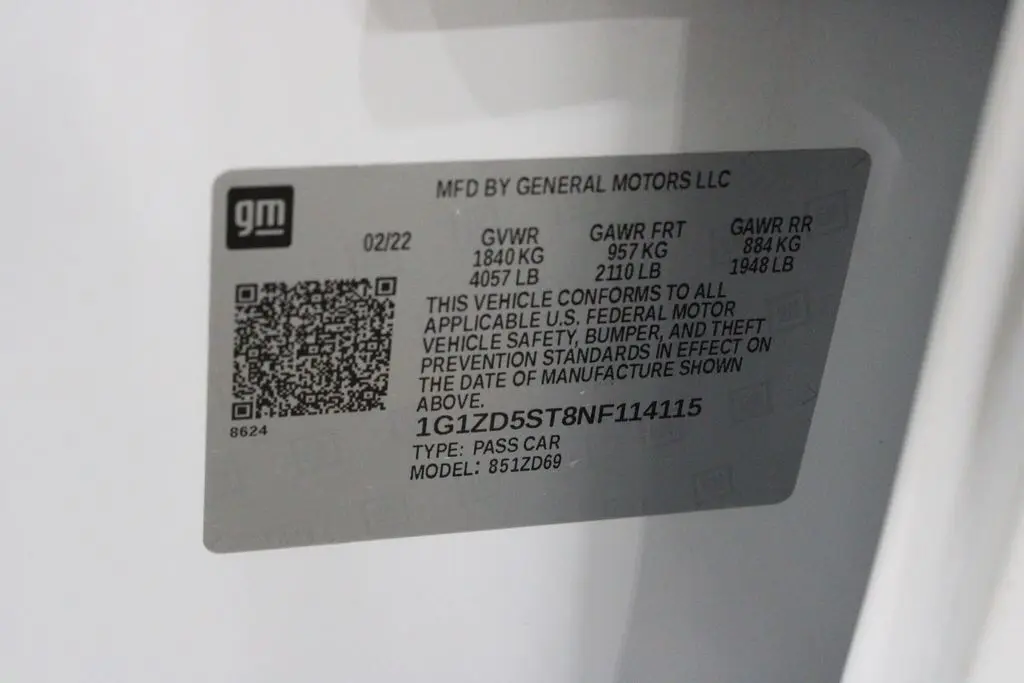 gm
MFD BY GENERAL MOTORS LLC
02/22
GVWR GAWR FRT GAWR RR
1840 KG 957 KG 884 KG
4057 LB 2110 LB 1948 LB
THIS VEHICLE CONFORMS TO ALL
APPLICABLE U.S. FEDERAL MOTOR
VEHICLE SAFETY, BUMPER, AND THEFT
PREVENTION STANDARDS IN EFFECT ON
THE DATE OF MANUFACTURE SHOWN
ABOVE.
8624
1G1ZD5ST8NF114115
TYPE: PASS CAR
MODEL: 851ZD69